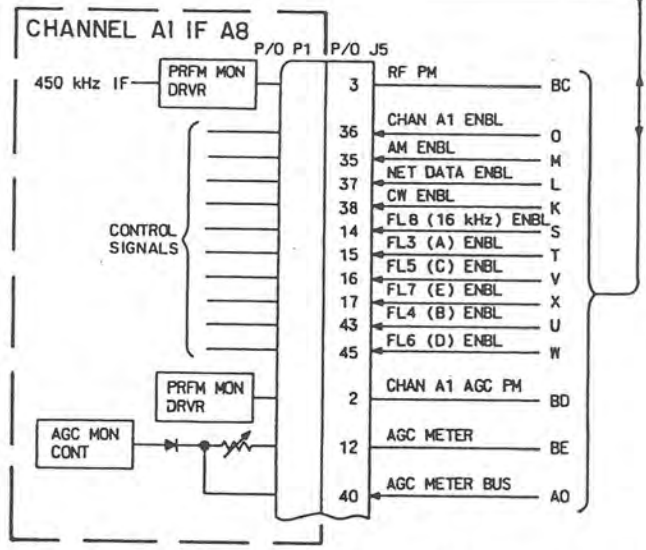 CHANNEL A1 IF A8
P/O P1 P/O J5
450 kHz IF
PRFM MON
DRVR
3 RF PM BC
36 CHAN A1 ENBL O
35 AM ENBL M
37 NET DATA ENBL L
38 CW ENBL K
14 FL8 (16 kHz) ENBL S
15 FL3 (A) ENBL T
16 FL5 (C) ENBL V
17 FL7 (E) ENBL X
43 FL4 (B) ENBL U
45 FL6 (D) ENBL W
CONTROL
SIGNALS
PRFM MON
DRVR
2 CHAN A1 AGC PM BD
AGC MON
CONT
12 AGC METER BE
40 AGC METER BUS AO